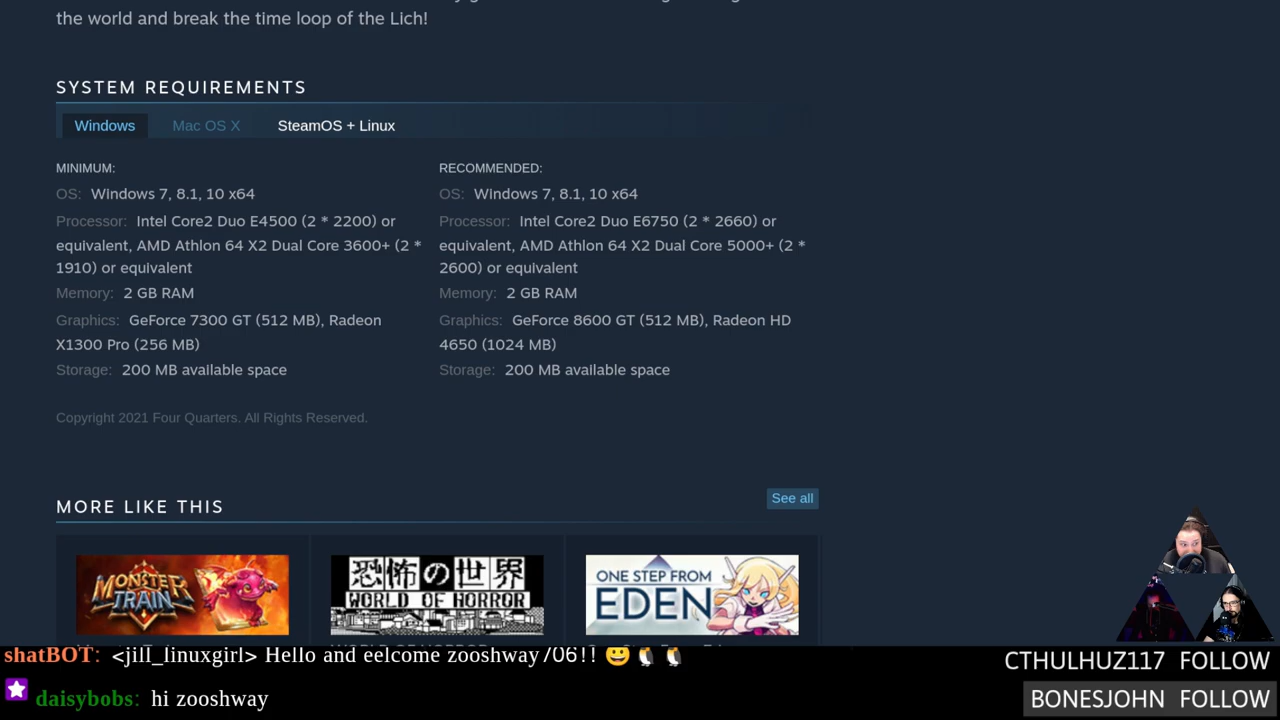 the world and break the time loop of the Lich!
SYSTEM REQUIREMENTS
Windows Mac OS X SteamOS + Linux
MINIMUM:
OS: Windows 7, 8.1, 10 x64
Processor: Intel Core2 Duo E4500 (2 * 2200) or
equivalent, AMD Athlon 64 X2 Dual Core 3600+ (2 *
1910) or equivalent
Memory: 2 GB RAM
Graphics: GeForce 7300 GT (512 MB), Radeon
X1300 Pro (256 MB)
Storage: 200 MB available space
RECOMMENDED:
OS: Windows 7, 8.1, 10 x64
Processor: Intel Core2 Duo E6750 (2 * 2660) or
equivalent, AMD Athlon 64 X2 Dual Core 5000+ (2 *
2600) or equivalent
Memory: 2 GB RAM
Graphics: GeForce 8600 GT (512 MB), Radeon HD
4650 (1024 MB)
Storage: 200 MB available space
Copyright 2021 Four Quarters. All Rights Reserved.
MORE LIKE THIS
See all
MONSTER
TRAIN
恐怖の世界
WORLD OF HORROR
ONE STEP FROM
EDEN
shatBOT: <jill_linuxgirl> Hello and eelcome zooshway706!! 😀🐧🐧
daisybobs: hi zooshway
CTHULHUZ117 FOLLOW
BONESJOHN FOLLOW